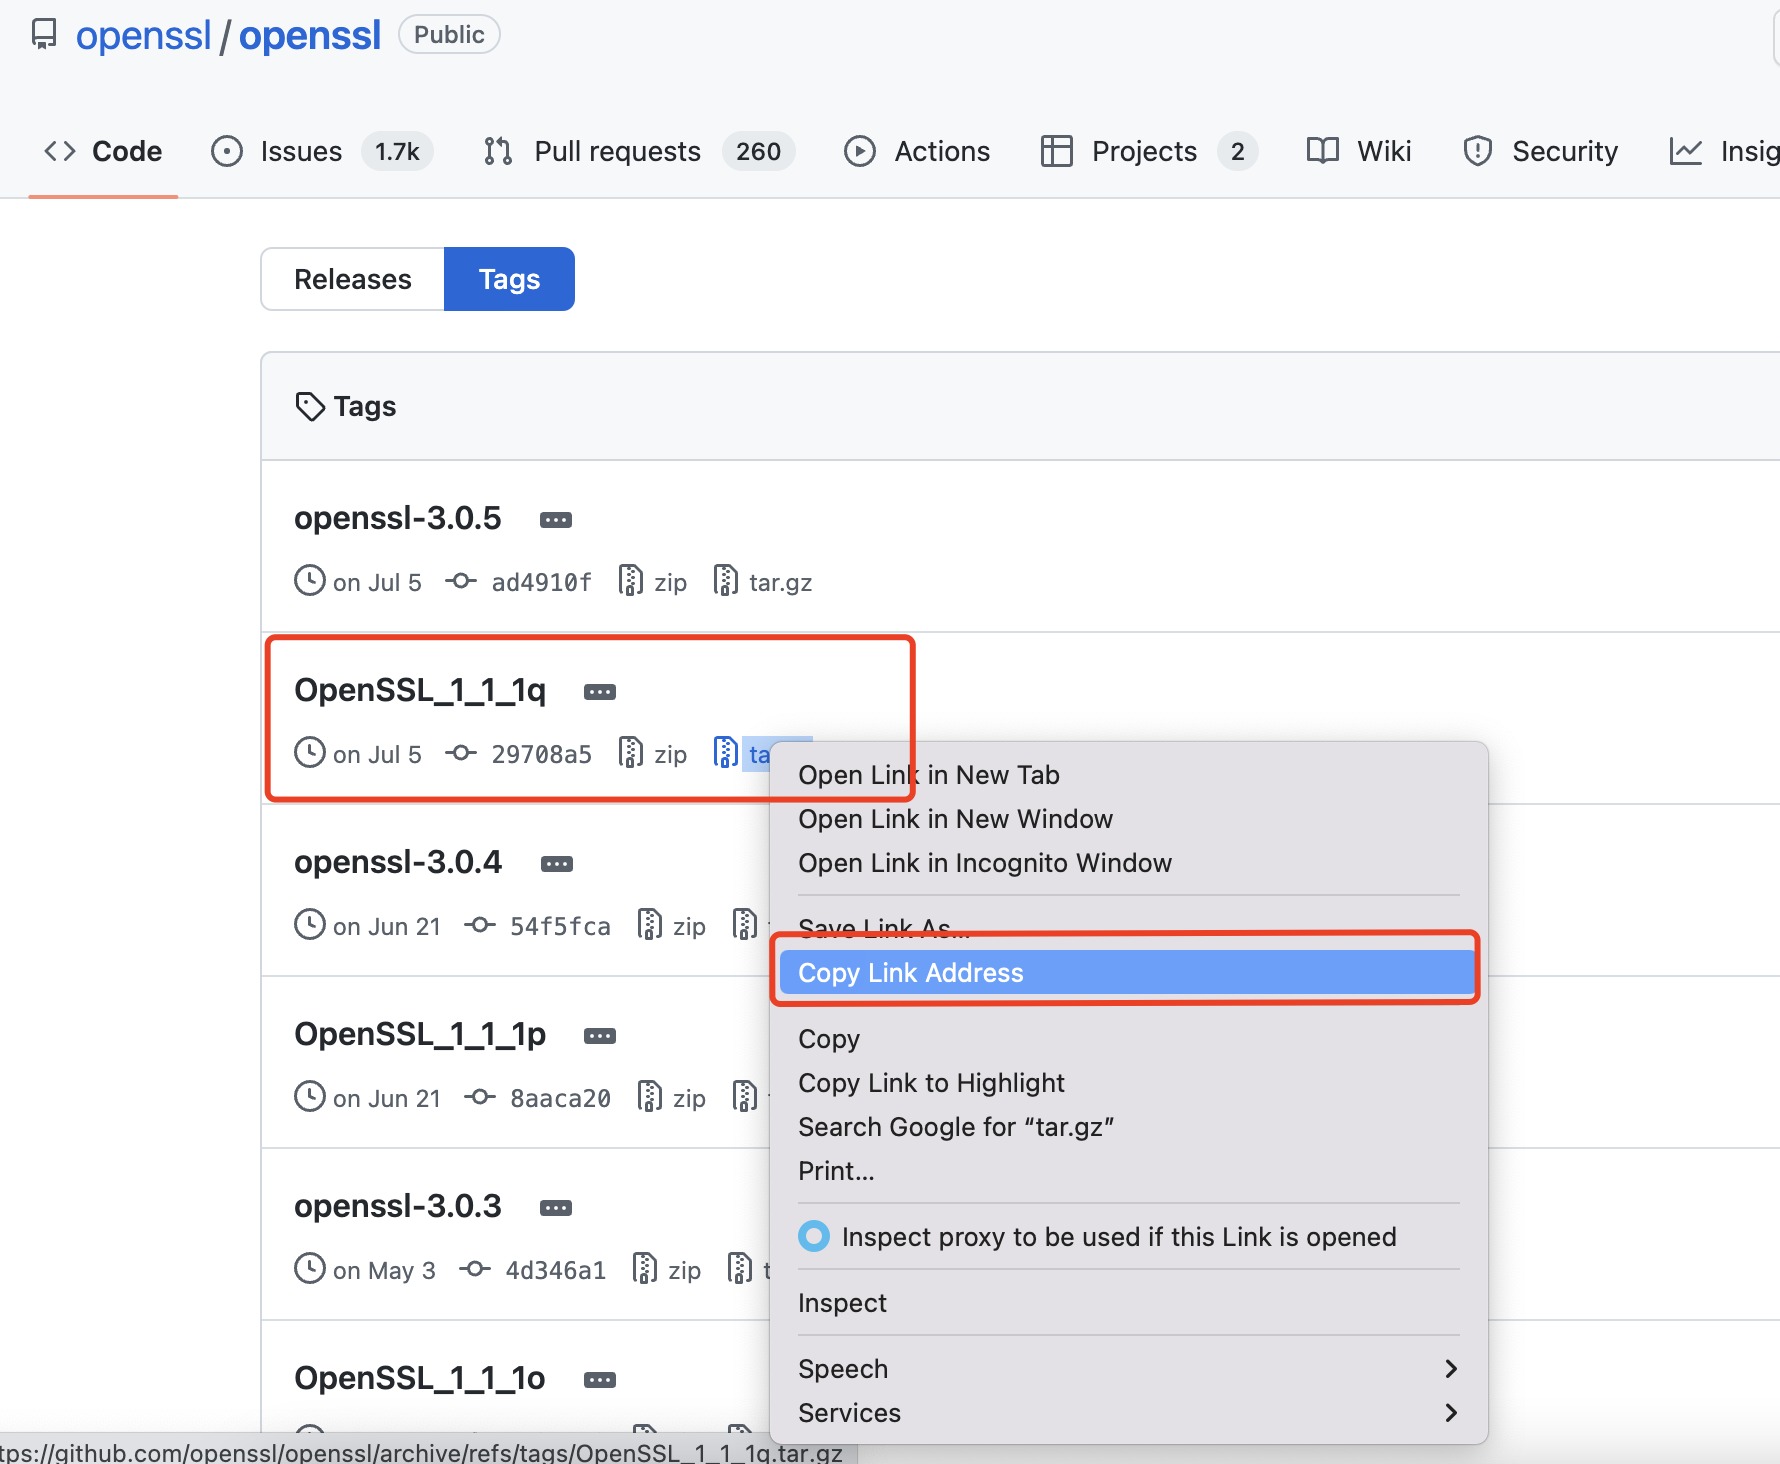 openssl / openssl Public
Code Issues 1.7k Pull requests 260 Actions Projects 2 Wiki Security Insig
Releases Tags
Tags
openssl-3.0.5
on Jul 5 ad4910f zip tar.gz
OpenSSL_1_1_1q
on Jul 5 29708a5 zip ta
Open Link in New Tab
Open Link in New Window
openssl-3.0.4
Open Link in Incognito Window
on Jun 21 54f5fca zip
Save Link As...
Copy Link Address
OpenSSL_1_1_1p
Copy
Copy Link to Highlight
on Jun 21 8aaca20 zip
Search Google for “tar.gz”
Print...
openssl-3.0.3
Inspect proxy to be used if this Link is opened
on May 3 4d346a1 zip t
Inspect
OpenSSL_1_1_1o
Speech
Services
tps://github.com/openssl/openssl/archive/refs/tags/OpenSSL_1_1_1q.tar.gz